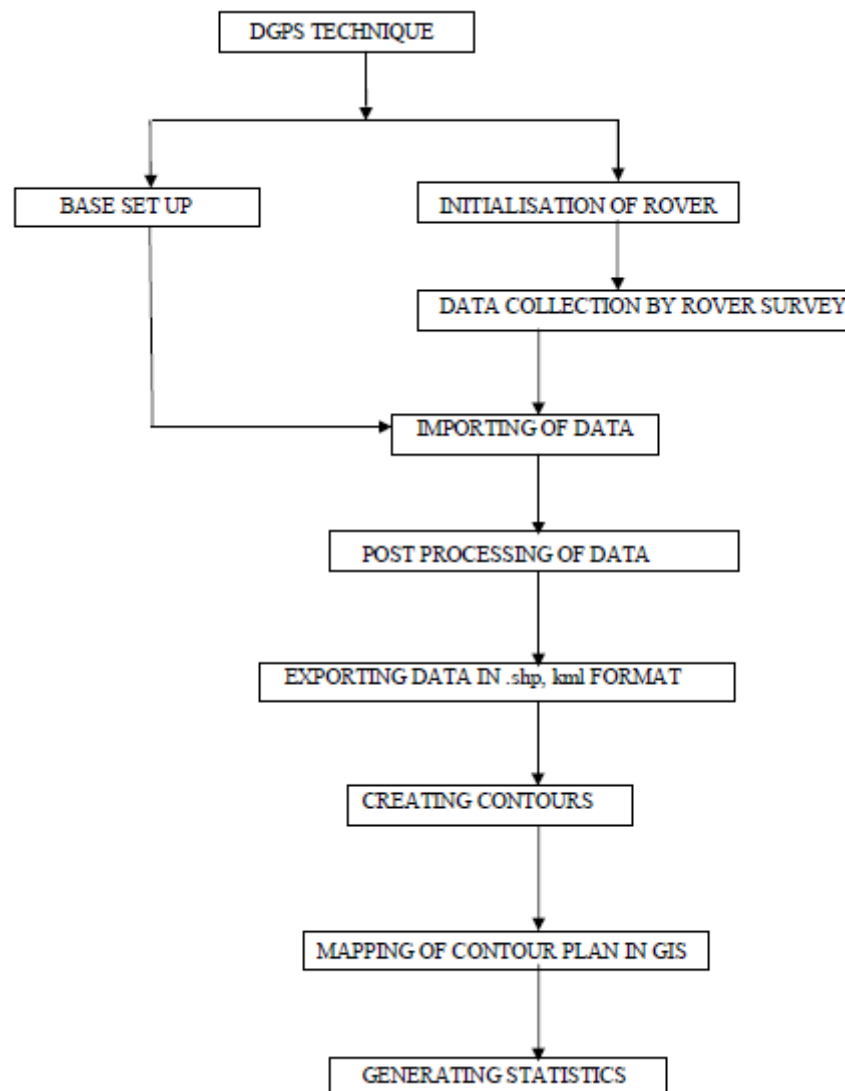 DGPS TECHNIQUE
BASE SET UP
INITIALISATION OF ROVER
DATA COLLECTION BY ROVER SURVEY
IMPORTING OF DATA
POST PROCESSING OF DATA
EXPORTING DATA IN .shp, kml FORMAT
CREATING CONTOURS
MAPPING OF CONTOUR PLAN IN GIS
GENERATING STATISTICS